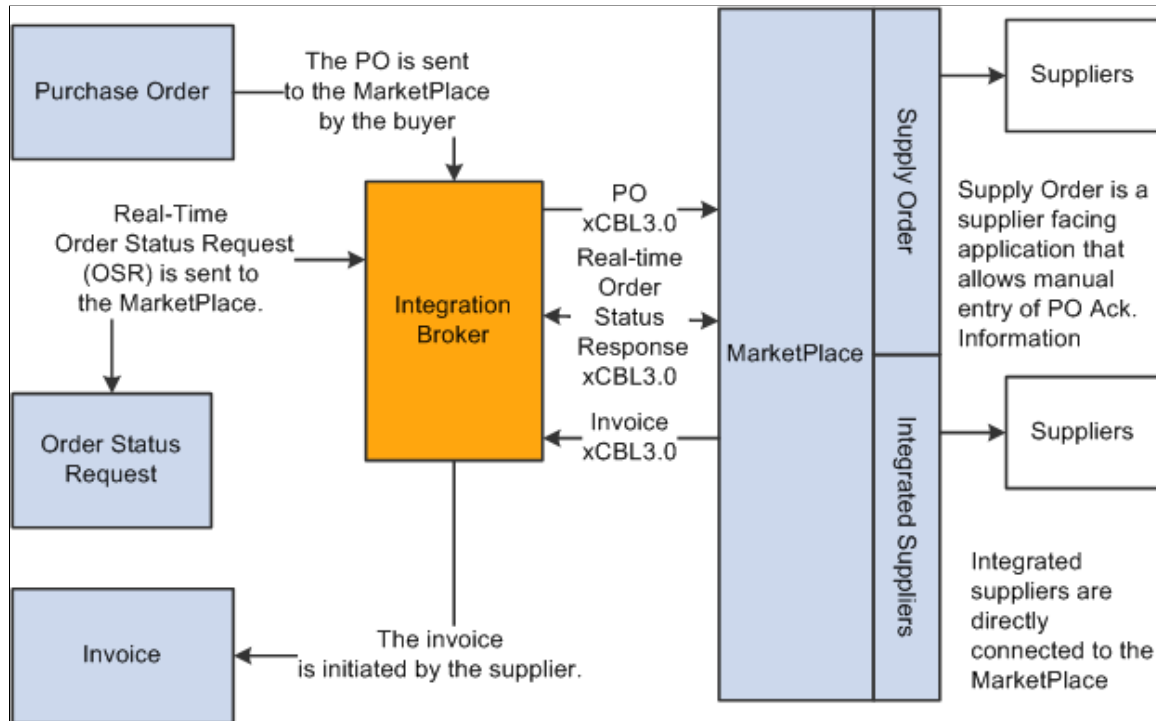 Purchase Order
The PO is sent
to the MarketPlace
by the buyer
Real-Time
Order Status Request
(OSR) is sent to
the MarketPlace.
Order Status
Request
Invoice
The invoice
is initiated by the supplier.
Integration
Broker
PO
xCBL3.0
Real-time
Order
Status
Response
xCBL3.0
Invoice
xCBL3.0
MarketPlace
Supply Order
Integrated Suppliers
Suppliers
Supply Order is a
supplier facing
application that
allows manual
entry of PO Ack.
Information
Suppliers
Integrated
suppliers are
directly
connected to the
MarketPlace